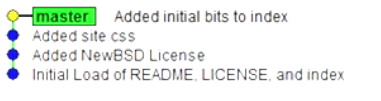 master Added initial bits to index
Added site css
Added NewBSD License
Initial Load of README, LICENSE, and index